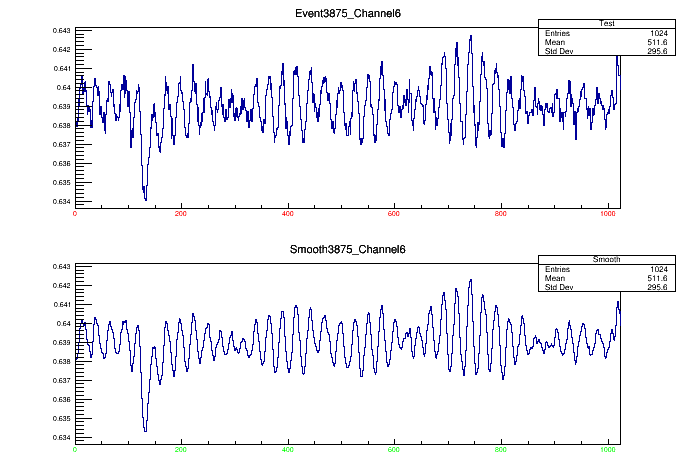 Event3875_Channel6
Test
Entries 1024
Mean 511.6
Std Dev 295.6
0.643
0.642
0.641
0.64
0.639
0.638
0.637
0.636
0.635
0.634
0 200 400 600 800 1000
Smooth3875_Channel6
Smooth
Entries 1024
Mean 511.6
Std Dev 295.6
0.643
0.642
0.641
0.64
0.639
0.638
0.637
0.636
0.635
0.634
0 200 400 600 800 1000